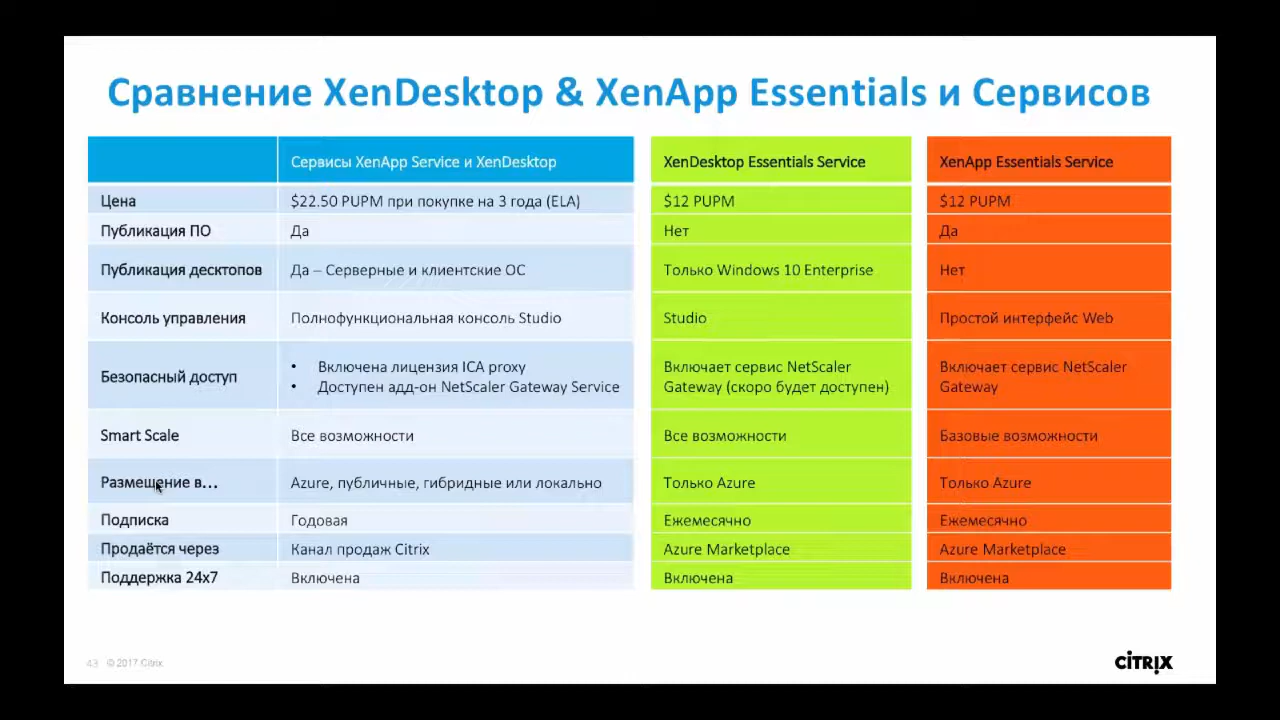 Сравнение XenDesktop & XenApp Essentials и Сервисов
Сервисы XenApp Service и XenDesktop XenDesktop Essentials Service XenApp Essentials Service
Цена $22.50 PUPM при покупке на 3 года (ELA) $12 PUPM $12 PUPM
Публикация ПО Да Нет Да
Публикация десктопов Да – Серверные и клиентские ОС Только Windows 10 Enterprise Нет
Консоль управления Полнофункциональная консоль Studio Studio Простой интерфейс Web
Безопасный доступ
• Включена лицензия ICA proxy
• Доступен адд-он NetScaler Gateway Service
Включает сервис NetScaler
Gateway (скоро будет доступен)
Включает сервис NetScaler
Gateway
Smart Scale Все возможности Все возможности Базовые возможности
Размещение в... Azure, публичные, гибридные или локально Только Azure Только Azure
Подписка Годовая Ежемесячно Ежемесячно
Продаётся через Канал продаж Citrix Azure Marketplace Azure Marketplace
Поддержка 24x7 Включена Включена Включена
43 © 2017 Citrix
CITRIX